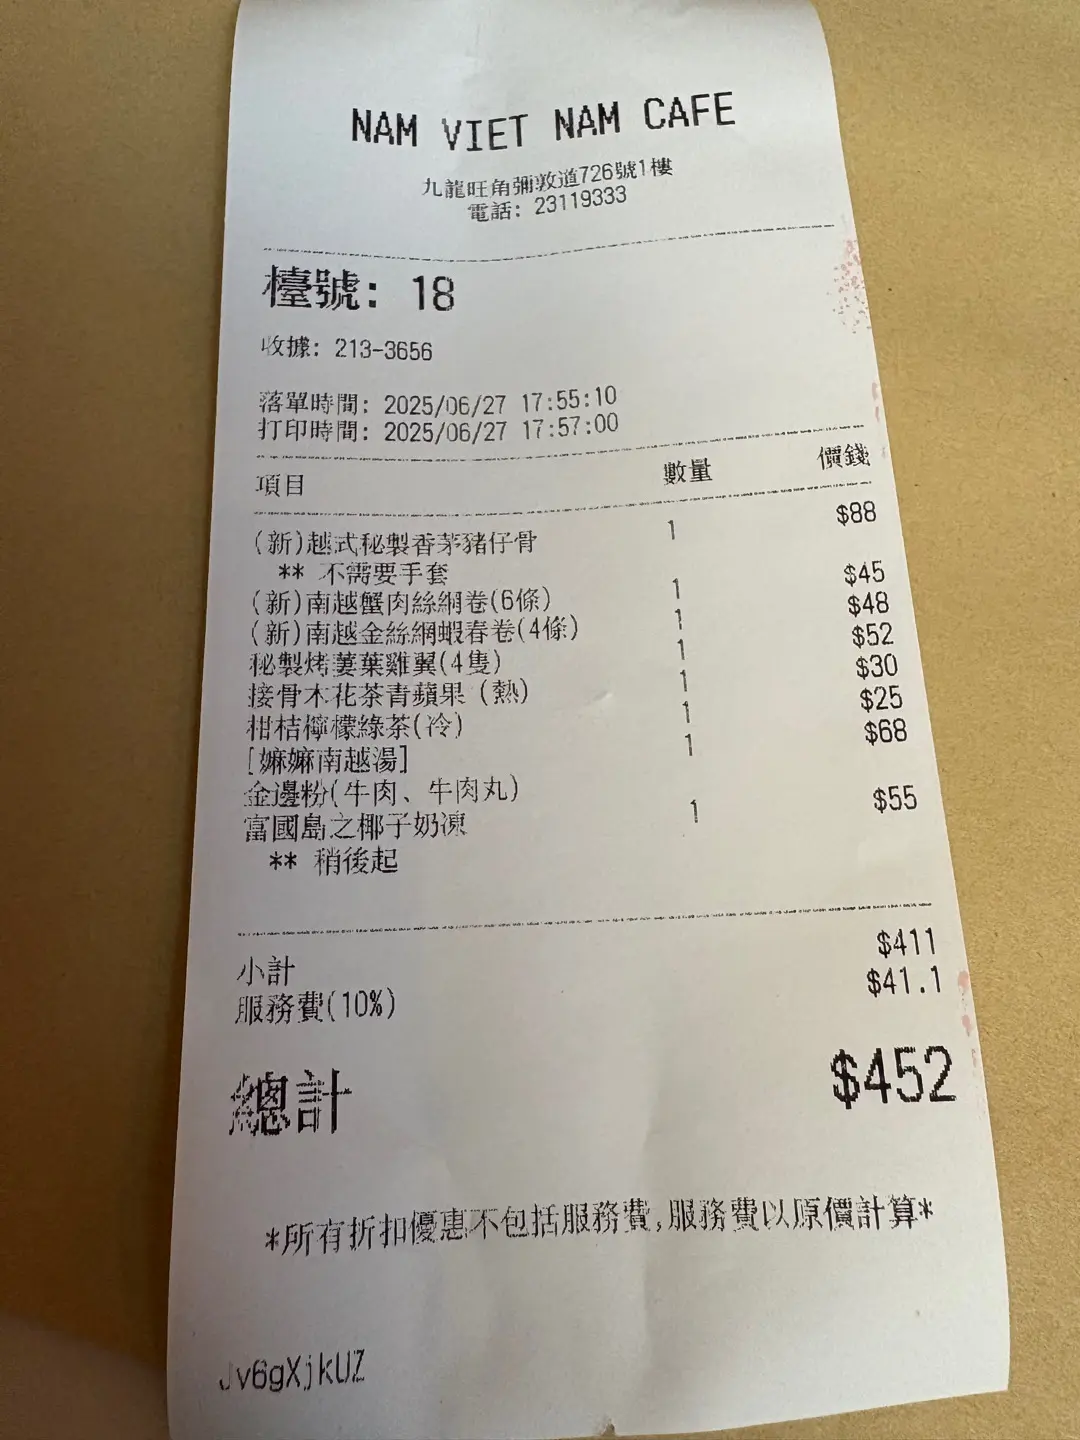 NAM VIET NAM CAFE
九龍旺角彌敦道726號1樓
電話: 23119333
檯號: 18
收據: 213-3656
落單時間: 2025/06/27 17:55:10
打印時間: 2025/06/27 17:57:00
項目 數量 價錢
(新)越式秘製香茅豬仔骨 1 $88
** 不需要手套
(新)南越蟹肉絲網卷(6條) 1 $45
(新)南越金絲網蝦春卷(4條) 1 $48
秘製烤蔞葉雞翼(4隻) 1 $52
接骨木花茶青蘋果 (熱) 1 $30
柑桔檸檬綠茶(冷) 1 $25
[嫲嫲南越湯] 1 $68
金邊粉(牛肉、牛肉丸)
富國島之椰子奶凍 1 $55
** 稍後起
小計 $411
服務費(10%) $41.1
總計 $452
*所有折扣優惠不包括服務費,服務費以原價計算*
Jv6gXjkUZ